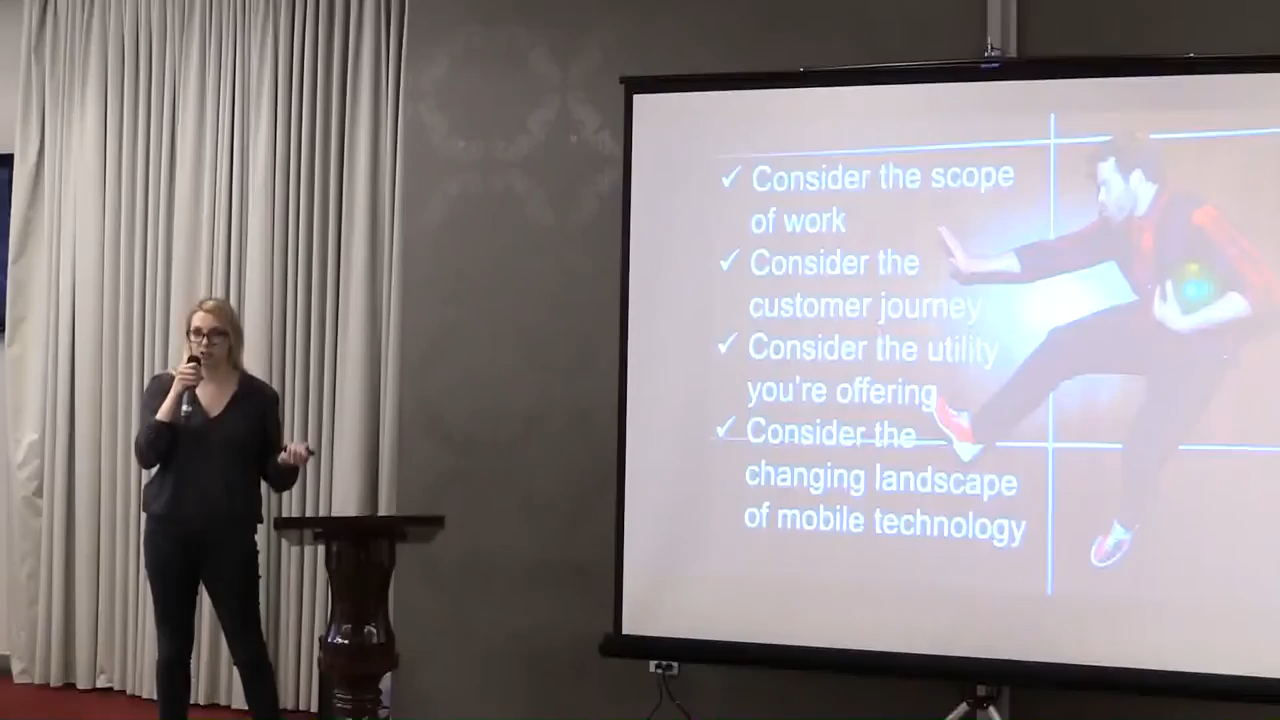 ✓ Consider the scope
of work
✓ Consider the
customer journey
✓ Consider the utility
you're offering
✓ Consider the
changing landscape
of mobile technology